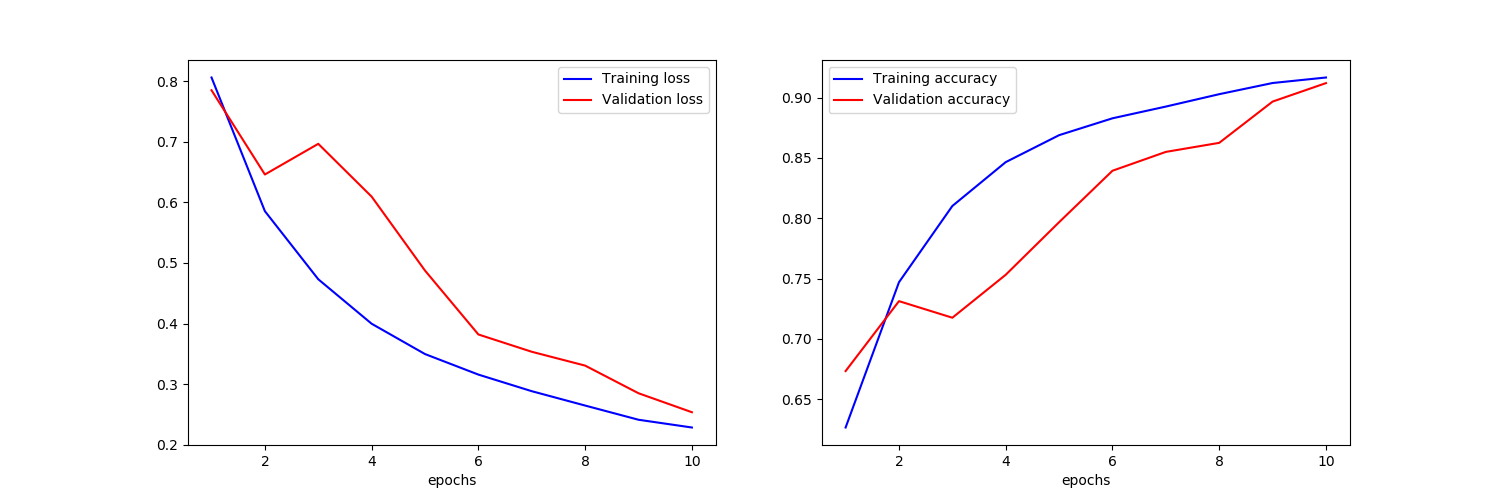 Training loss
Validation loss
0.8
0.7
0.6
0.5
0.4
0.3
0.2
2 4 6 8 10
epochs
Training accuracy
Validation accuracy
0.90
0.85
0.80
0.75
0.70
0.65
2 4 6 8 10
epochs